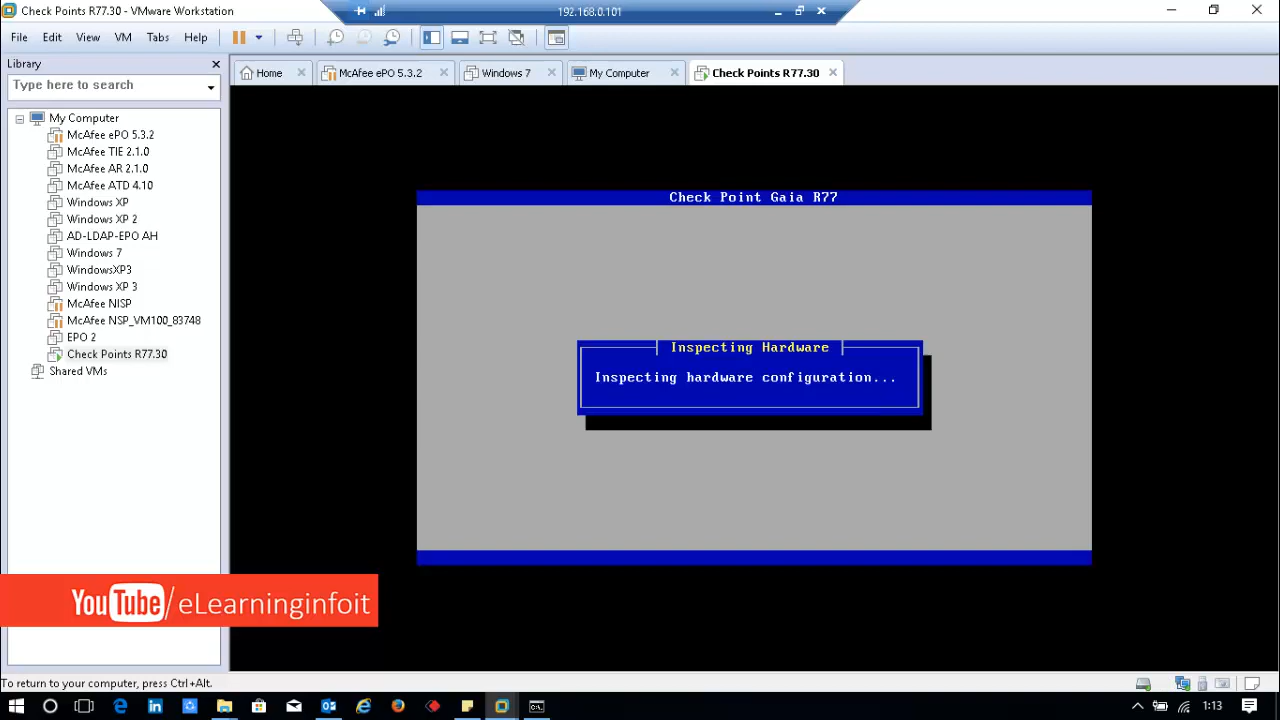 Check Points R77.30 - VMware Workstation
192.168.0.101
File Edit View VM Tabs Help
Library
Type here to search
Home
McAfee ePO 5.3.2
Windows 7
My Computer
Check Points R77.30
My Computer
McAfee ePO 5.3.2
McAfee TIE 2.1.0
McAfee AR 2.1.0
McAfee ATD 4.10
Windows XP
Windows XP 2
AD-LDAP-EPO AH
Windows 7
WindowsXP3
Windows XP 3
McAfee NISP
McAfee NSP_VM100_83748
EPO 2
Check Points R77.30
Shared VMs
Check Point Gaia R77
Inspecting Hardware
Inspecting hardware configuration...
YouTube/eLearninginfoit
To return to your computer, press Ctrl+Alt.
1:13